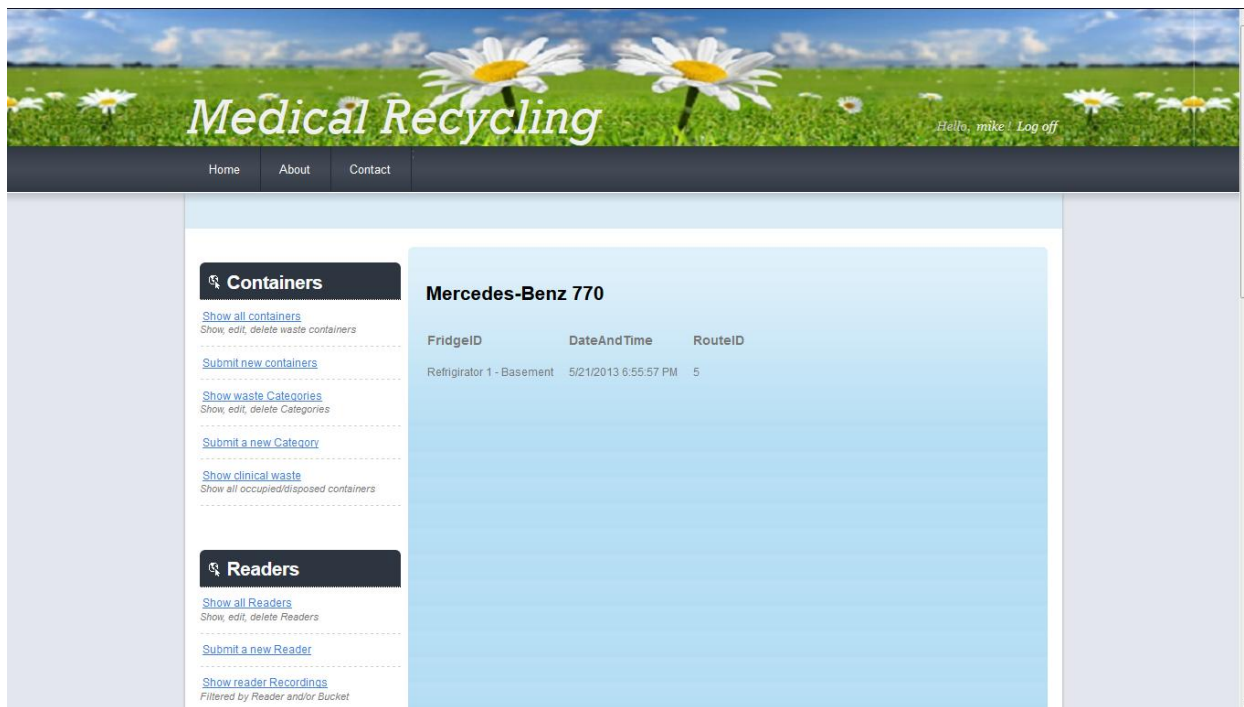 Medical Recycling
Hello, mike! Log off
Home About Contact
Containers
Show all containers
Show, edit, delete waste containers
Submit new containers
Show waste Categories
Show, edit, delete Categories
Submit a new Category
Show clinical waste
Show all occupied/disposed containers
Readers
Show all Readers
Show, edit, delete Readers
Submit a new Reader
Show reader Recordings
Filtered by Reader and/or Bucket
Mercedes-Benz 770
FridgeID DateAndTime RouteID
Refrigirator 1 - Basement 5/21/2013 6:55:57 PM 5